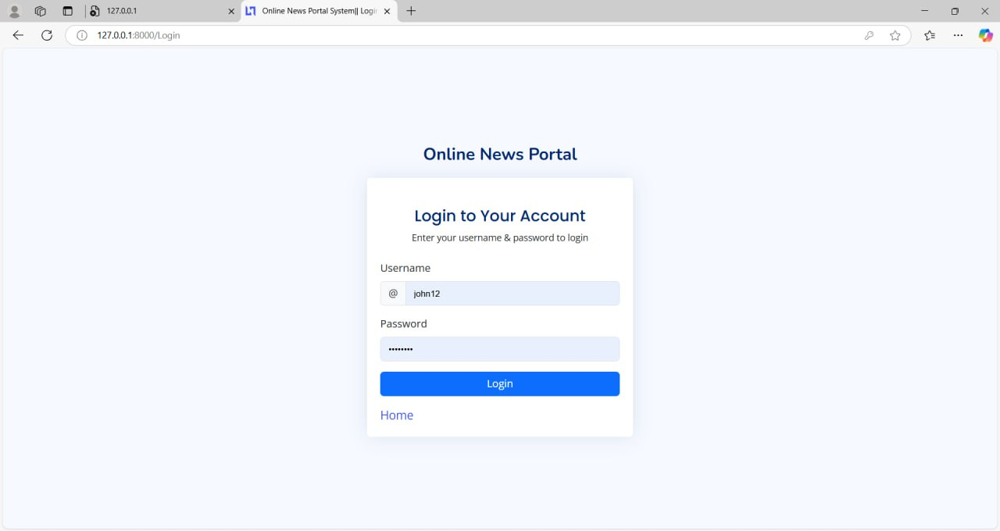 127.0.0.1
Online News Portal System|| Login
127.0.0.1:8000/Login
Online News Portal
Login to Your Account
Enter your username & password to login
Username
@ john12
Password
••••••••
Login
Home